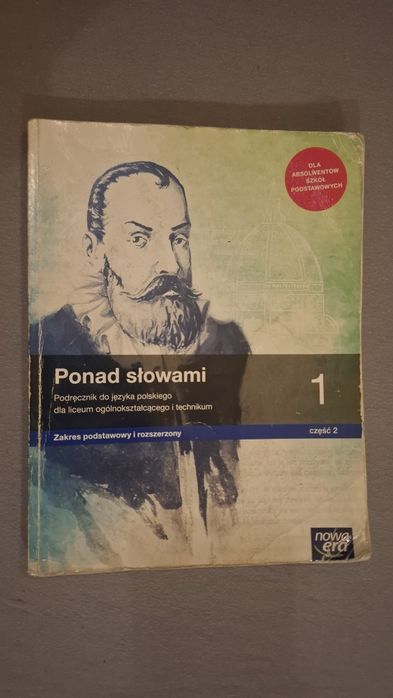 DLA
ABSOLWENTÓW
SZKÓŁ
PODSTAWOWYCH
Ponad słowami
1
Podręcznik do języka polskiego
dla liceum ogólnokształcącego i technikum
Zakres podstawowy i rozszerzony
część 2
nowa
era